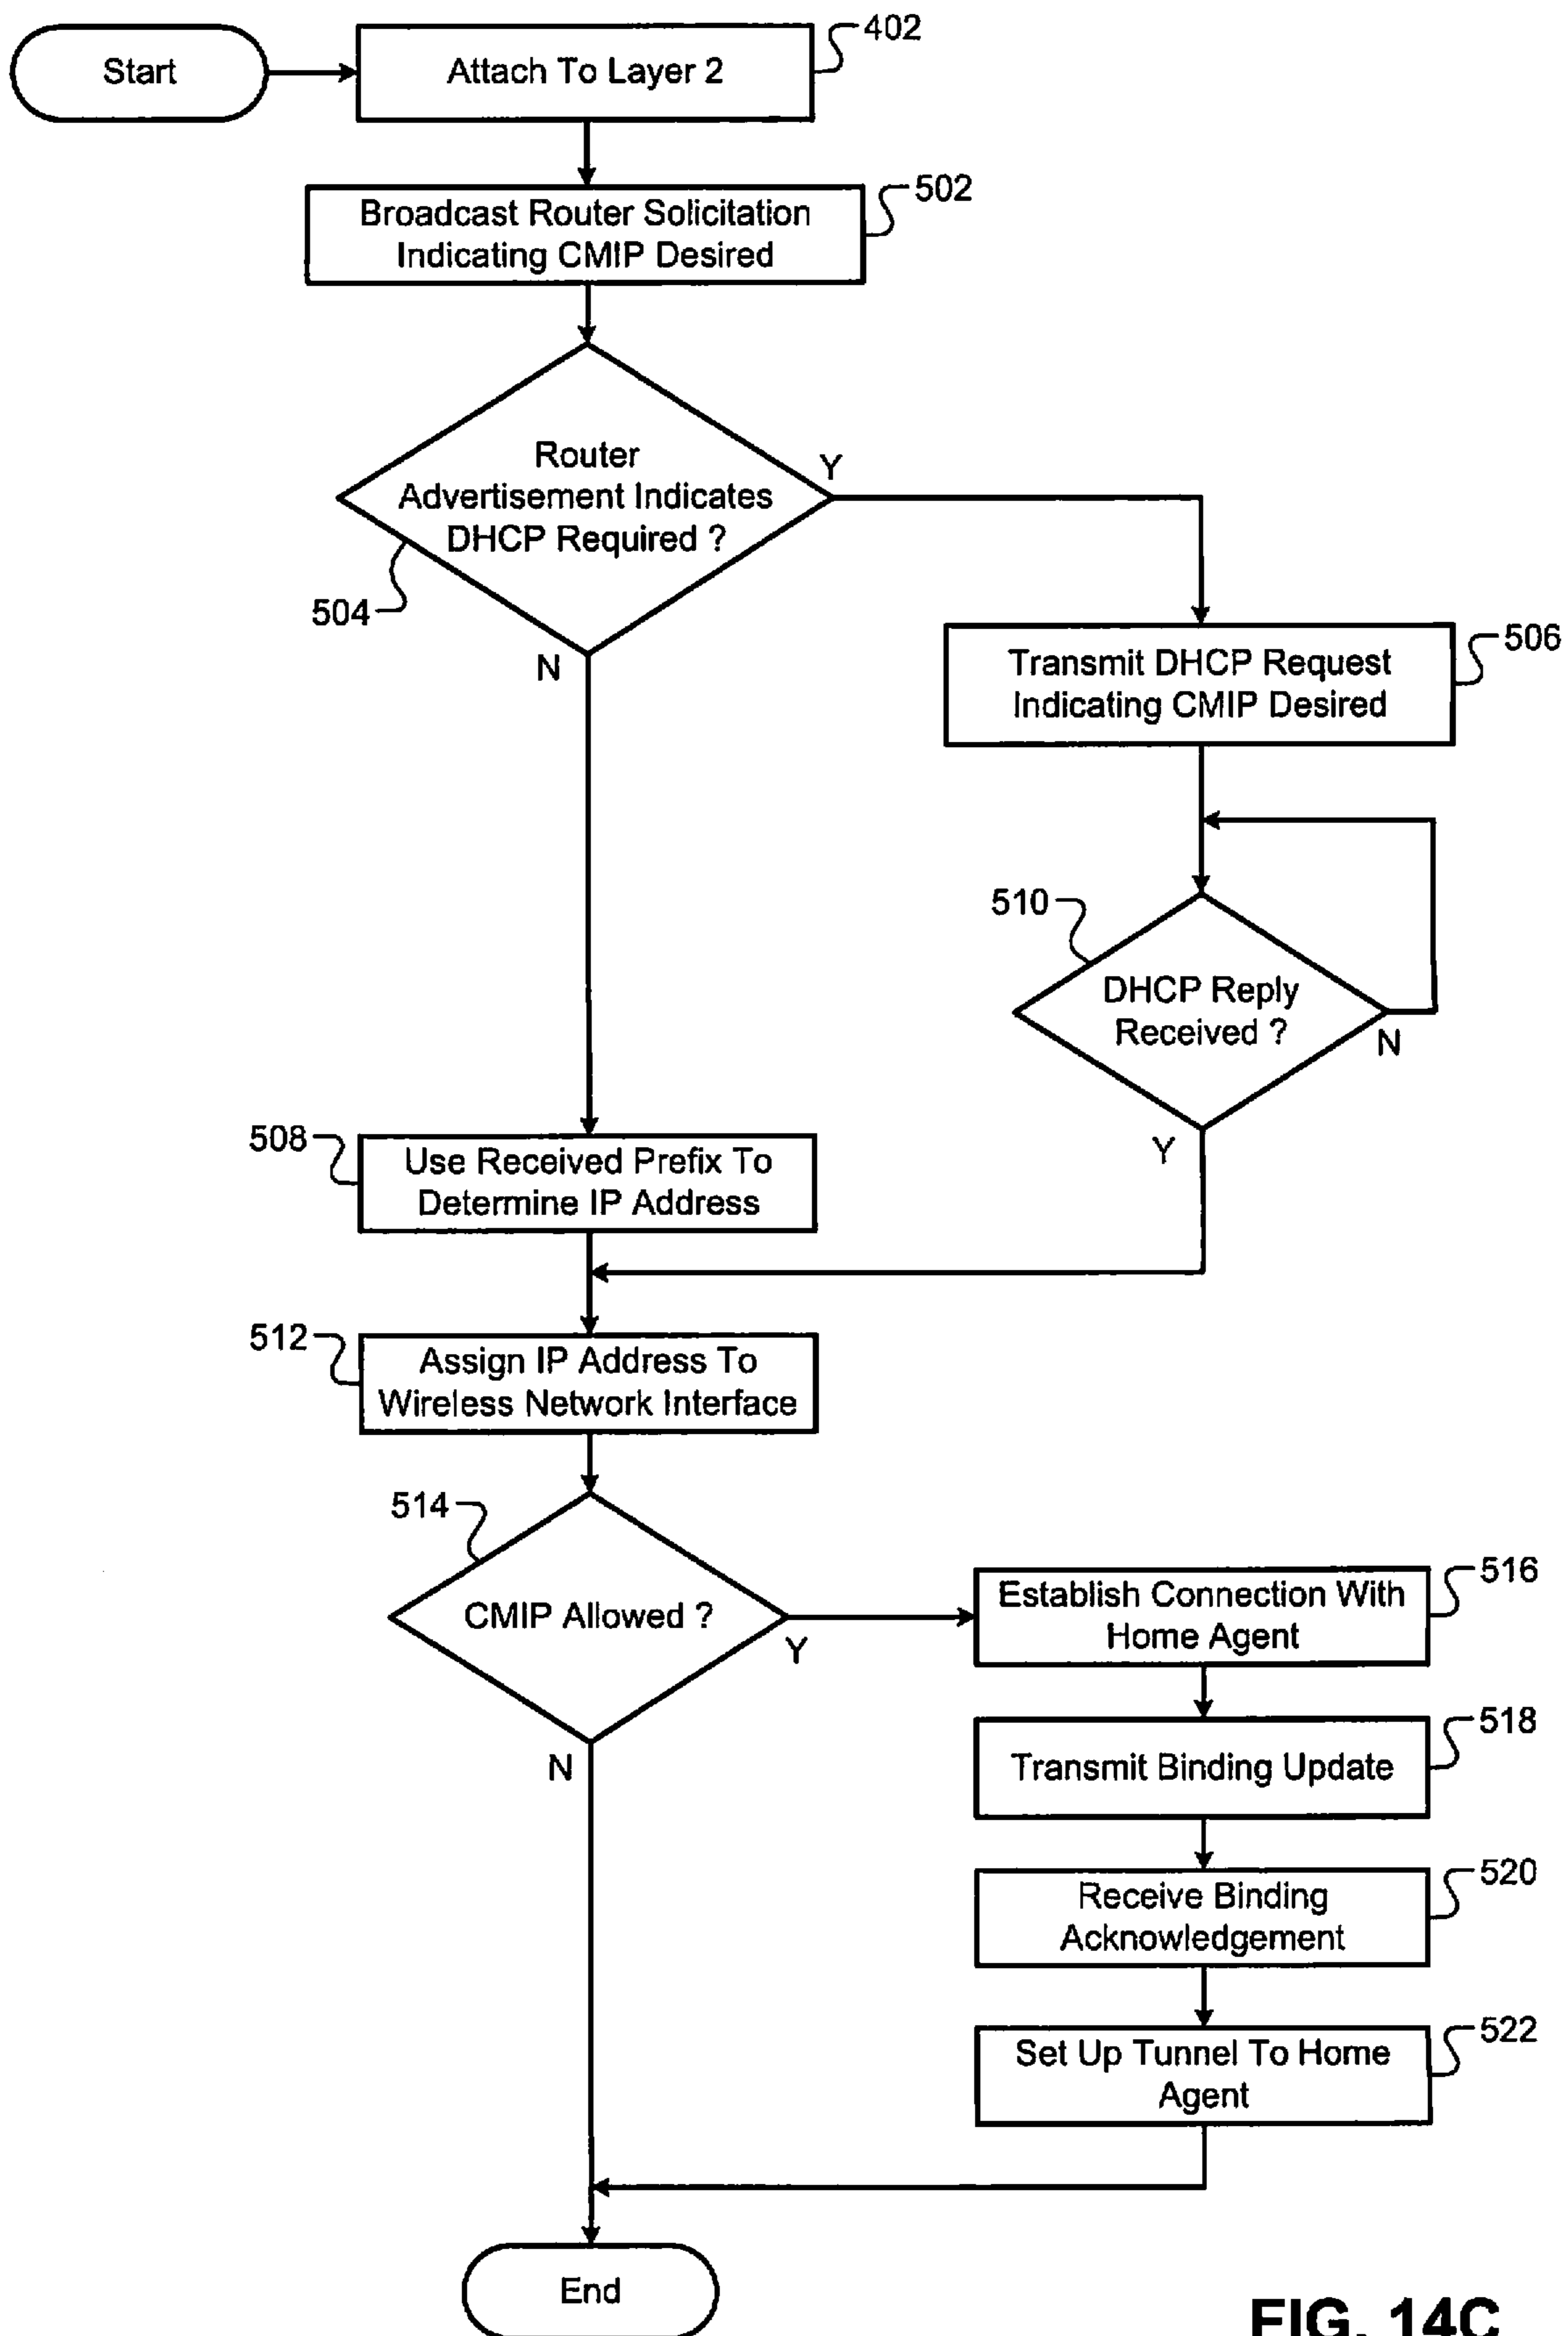 Start
Attach To Layer 2
402
Broadcast Router Solicitation
Indicating CMIP Desired
502
Router
Advertisement Indicates
DHCP Required ?
Y
504
N
Transmit DHCP Request
Indicating CMIP Desired
506
510
DHCP Reply
Received ?
N
Y
508
Use Received Prefix To
Determine IP Address
512
Assign IP Address To
Wireless Network Interface
514
CMIP Allowed ?
Y
N
Establish Connection With
Home Agent
516
Transmit Binding Update
518
Receive Binding
Acknowledgement
520
Set Up Tunnel To Home
Agent
522
End
FIG. 14C